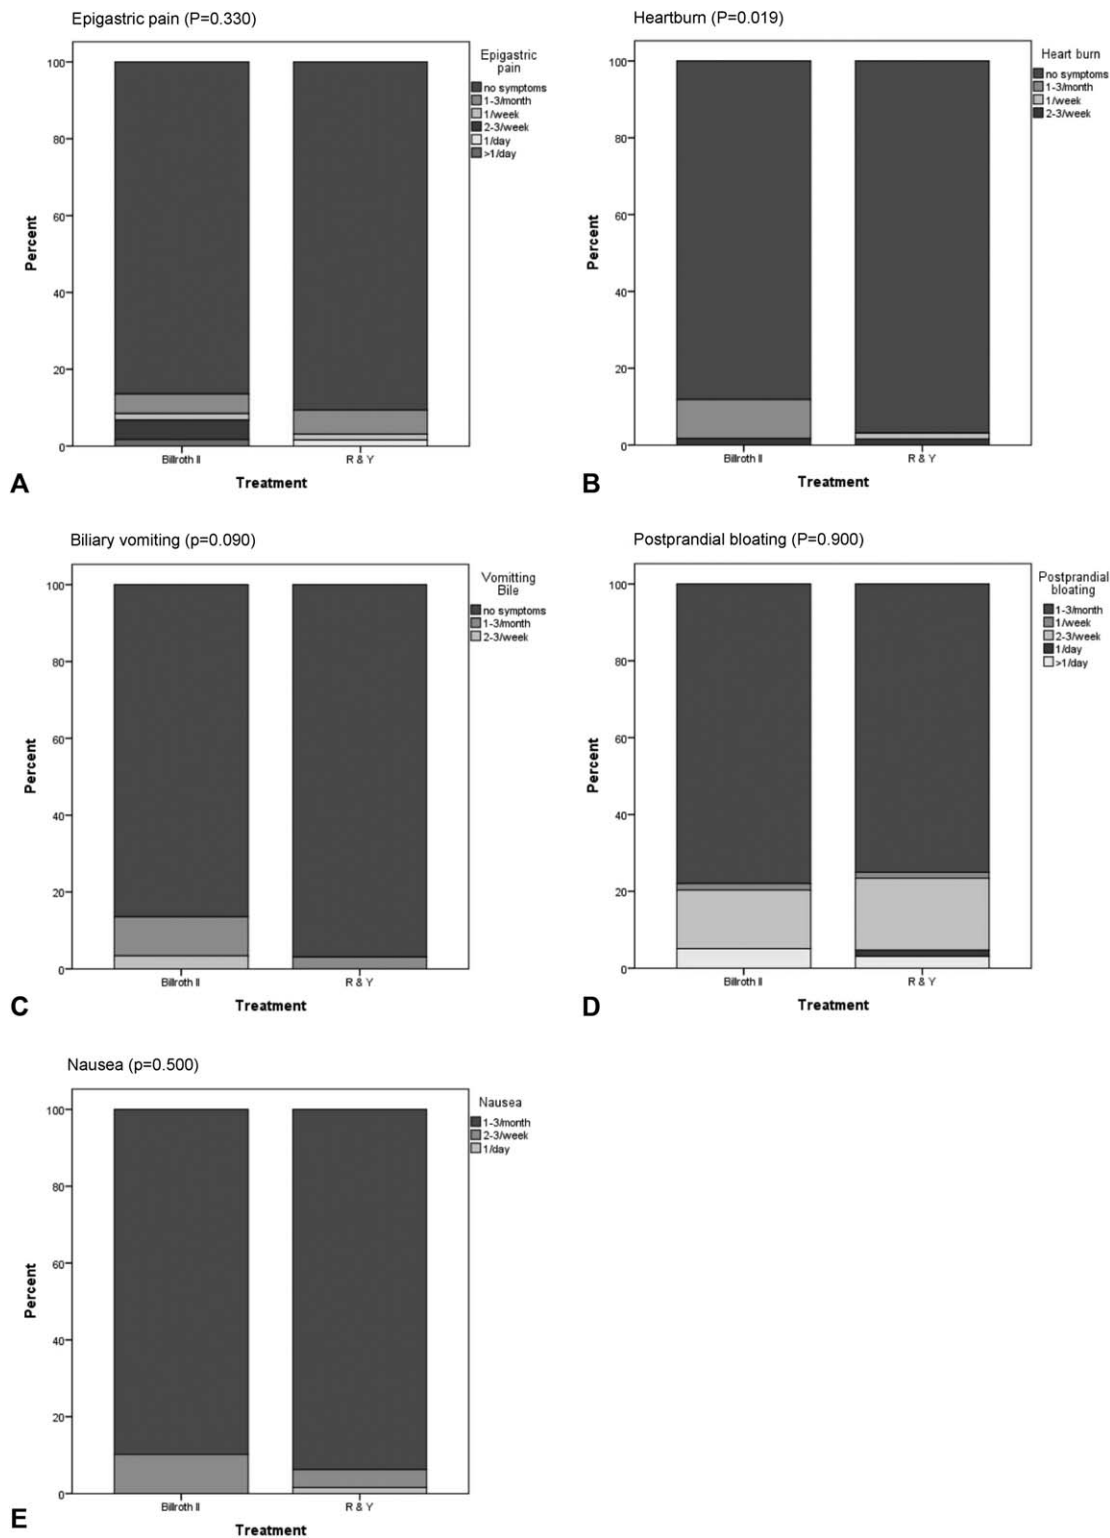 Epigastric pain (P=0.330)
Epigastric
pain
no symptoms
1-3/month
1/week
2-3/week
1/day
>1/day
100
80
60
40
20
0
Percent
Billroth II
R & Y
Treatment
A
Heartburn (P=0.019)
Heart burn
no symptoms
1-3/month
1/week
2-3/week
100
80
60
40
20
0
Percent
Billroth II
R & Y
Treatment
B
Biliary vomiting (p=0.090)
Vomitting
Bile
no symptoms
1-3/month
2-3/week
100
80
60
40
20
0
Percent
Billroth II
R & Y
Treatment
C
Postprandial bloating (P=0.900)
Postprandial
bloating
1-3/month
1/week
2-3/week
1/day
>1/day
100
80
60
40
20
0
Percent
Billroth II
R & Y
Treatment
D
Nausea (p=0.500)
Nausea
1-3/month
2-3/week
1/day
100
80
60
40
20
0
Percent
Billroth II
R & Y
Treatment
E